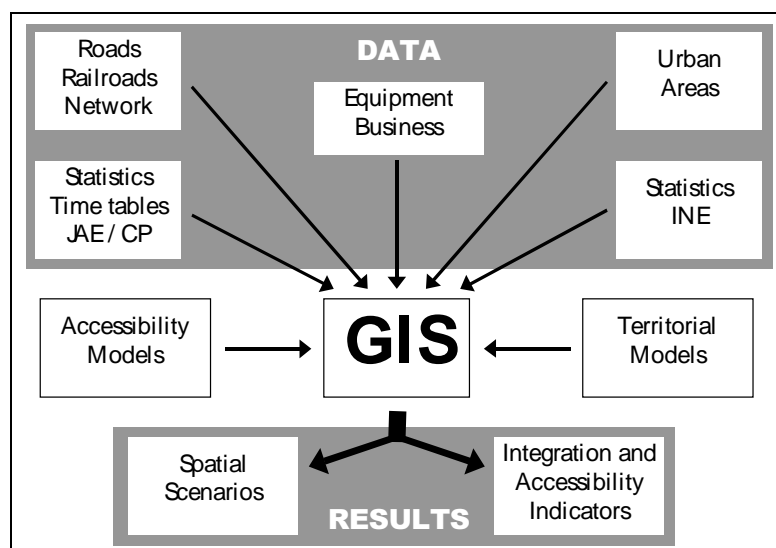 DATA
Roads
Railroads
Network
Equipment
Business
Urban
Areas
Statistics
Time tables
JAE / CP
Statistics
INE
Accessibility
Models
GIS
Territorial
Models
Spatial
Scenarios
Integration and
Accessibility
Indicators
RESULTS